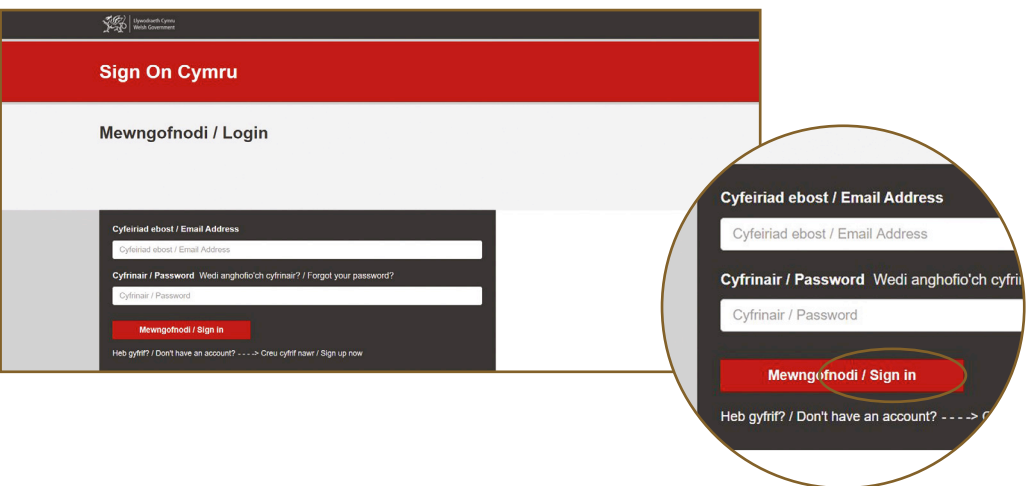 Llywodraeth Cymru
Welsh Government
Sign On Cymru
Mewngofnodi / Login
Cyfeiriad ebost / Email Address
Cyfeiriad ebost / Email Address
Cyfrinair / Password Wedi anghofio'ch cyfrinair? / Forgot your password?
Cyfrinair / Password
Mewngofnodi / Sign in
Heb gyfrif? / Don't have an account? - - - -> Creu cyfrif nawr / Sign up now
Cyfeiriad ebost / Email Address
Cyfeiriad ebost / Email Address
Cyfrinair / Password Wedi anghofio'ch cyfri
Cyfrinair / Password
Mewngofnodi / Sign in
Heb gyfrif? / Don't have an account? - - - -> C